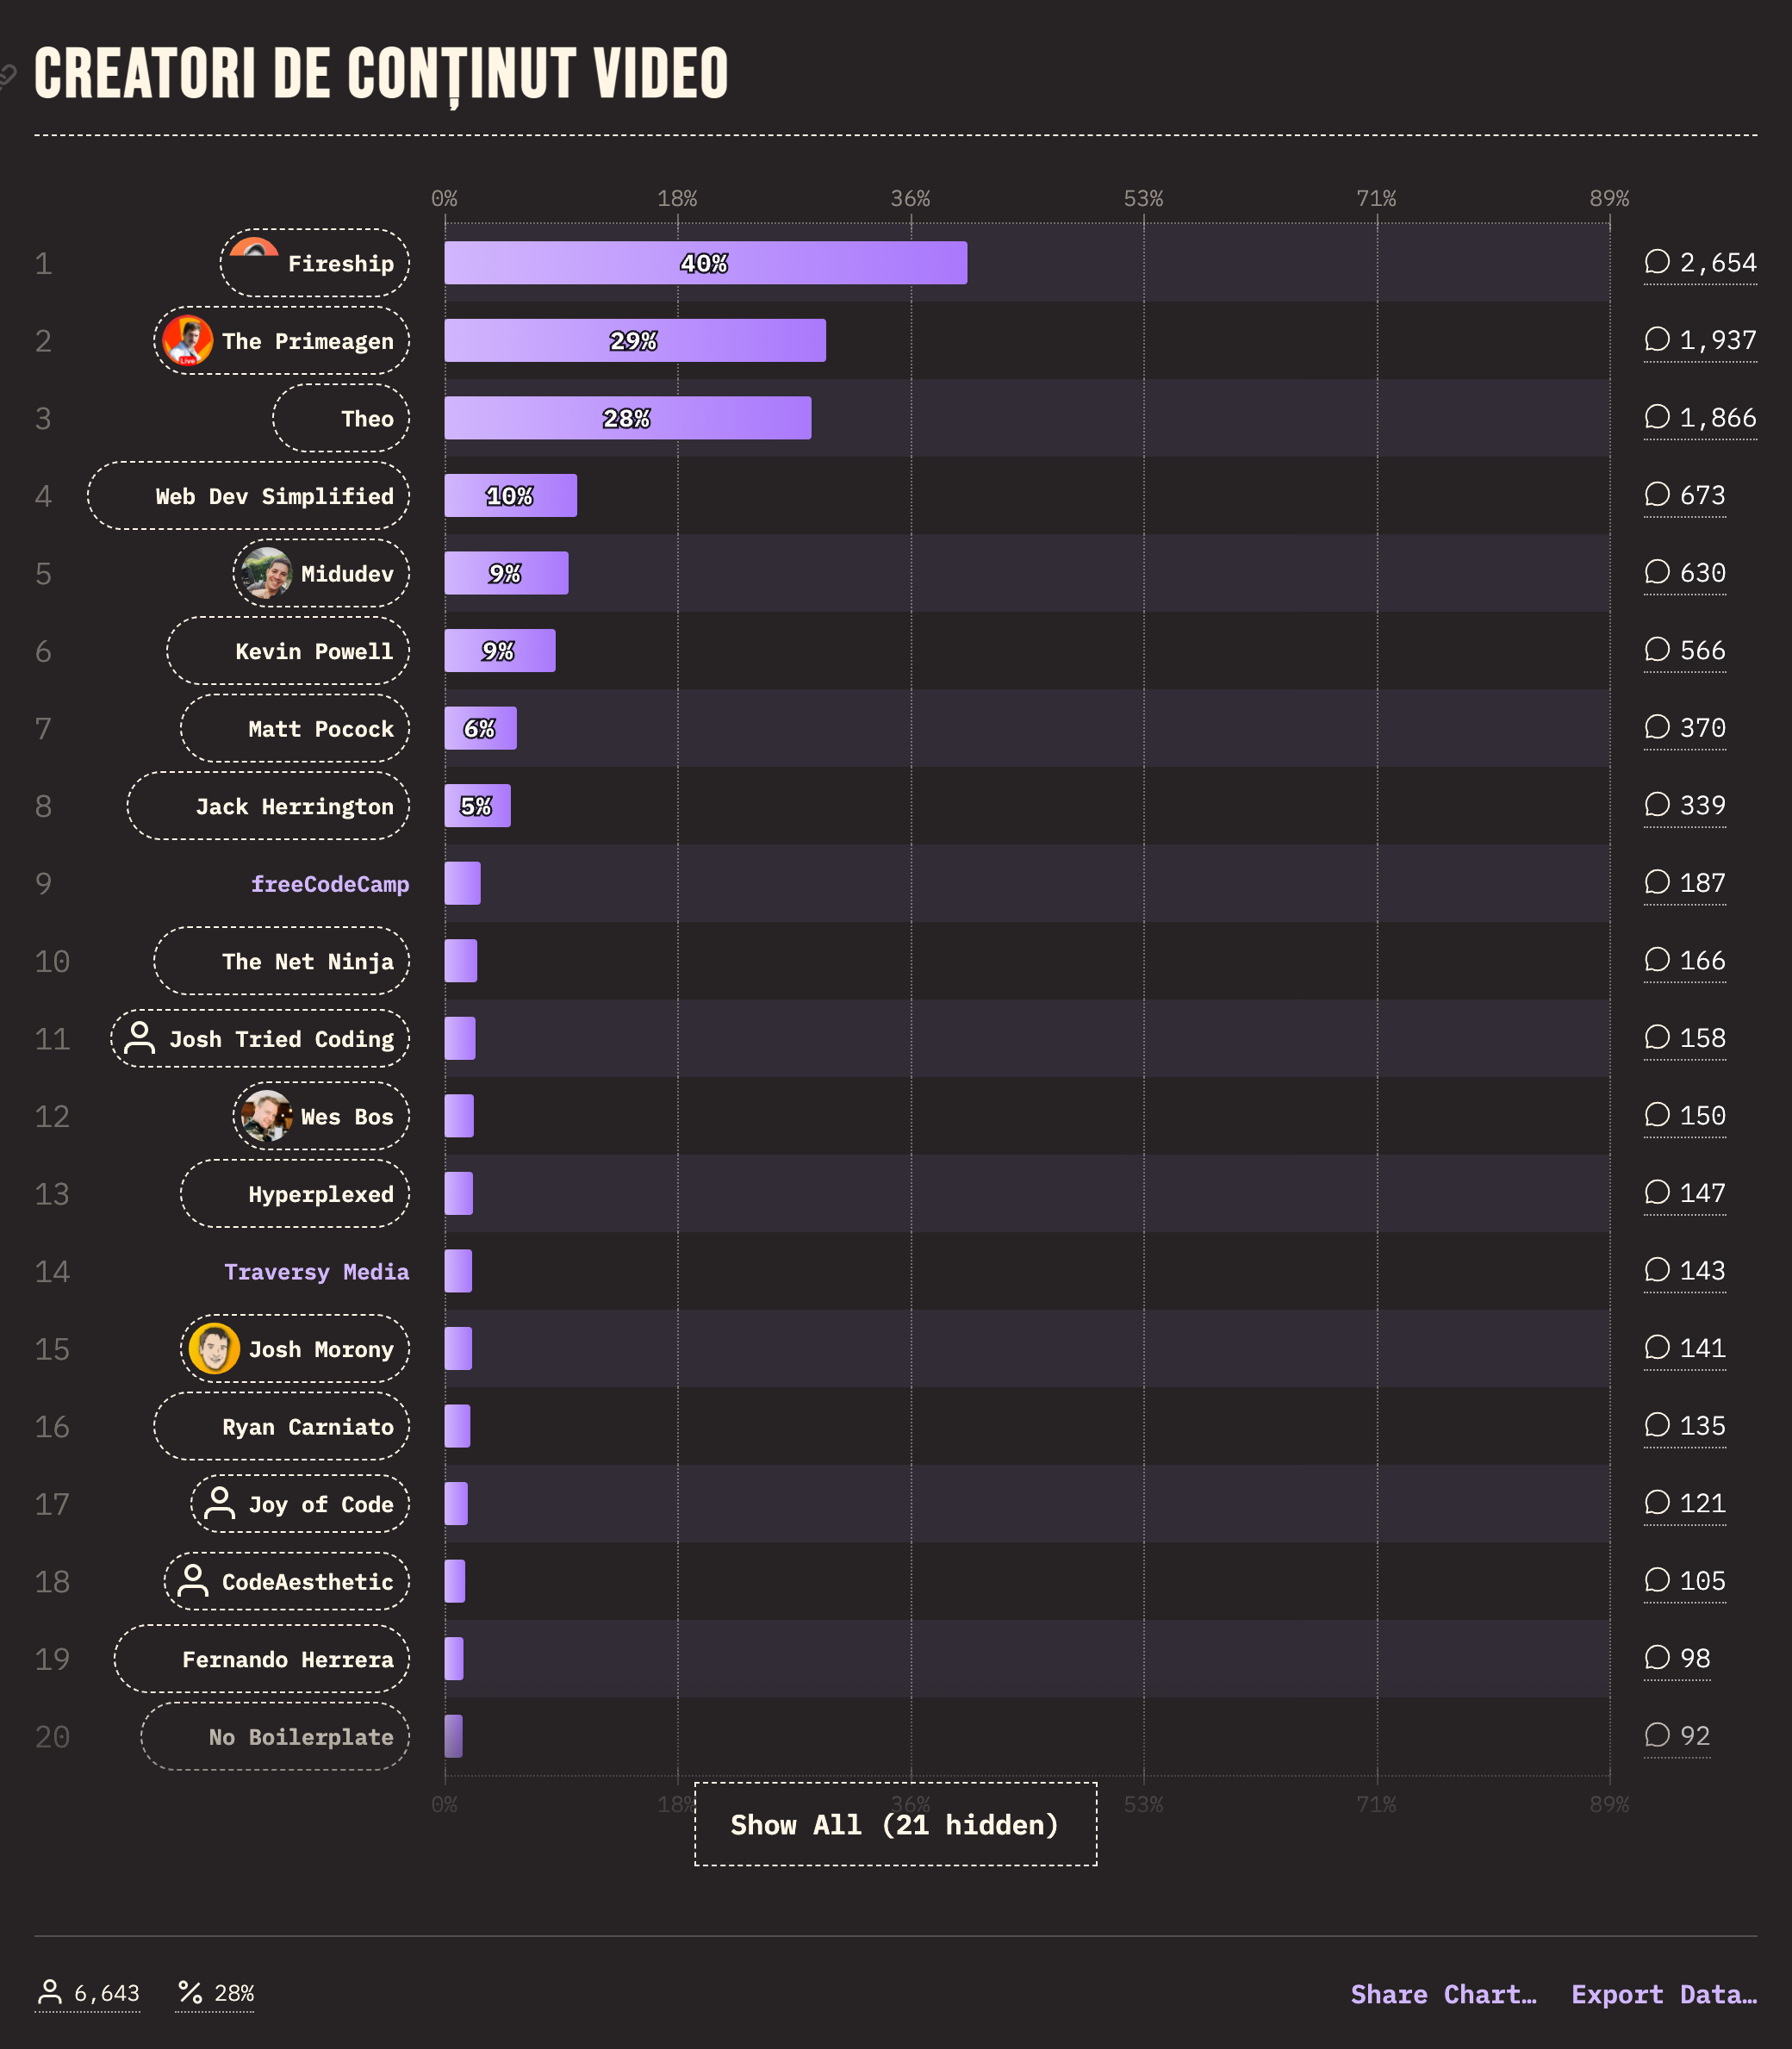 CREATORI DE CONȚINUT VIDEO
0% 18% 36% 53% 71% 89%
1 Fireship 40% 2,654
2 The Primeagen 29% 1,937
3 Theo 28% 1,866
4 Web Dev Simplified 10% 673
5 Midudev 9% 630
6 Kevin Powell 9% 566
7 Matt Pocock 6% 370
8 Jack Herrington 5% 339
9 freeCodeCamp 187
10 The Net Ninja 166
11 Josh Tried Coding 158
12 Wes Bos 150
13 Hyperplexed 147
14 Traversy Media 143
15 Josh Morony 141
16 Ryan Carniato 135
17 Joy of Code 121
18 CodeAesthetic 105
19 Fernando Herrera 98
20 No Boilerplate 92
0% 18% 36% 53% 71% 89%
Show All (21 hidden)
6,643 28% Share Chart… Export Data…